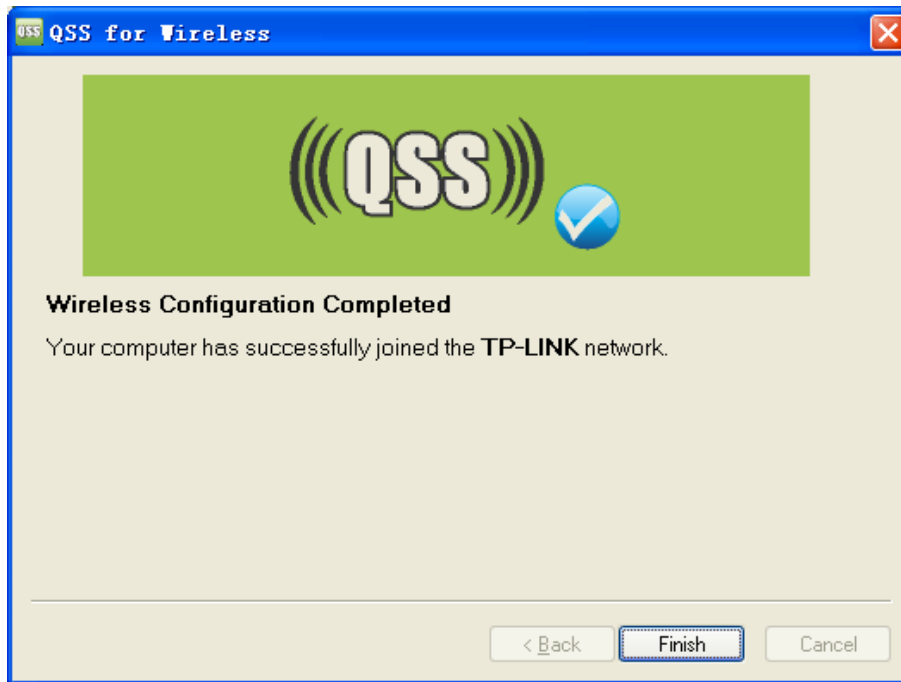 QSS QSS for Wireless
(((QSS)))
Wireless Configuration Completed
Your computer has successfully joined the TP-LINK network.
< Back Finish Cancel